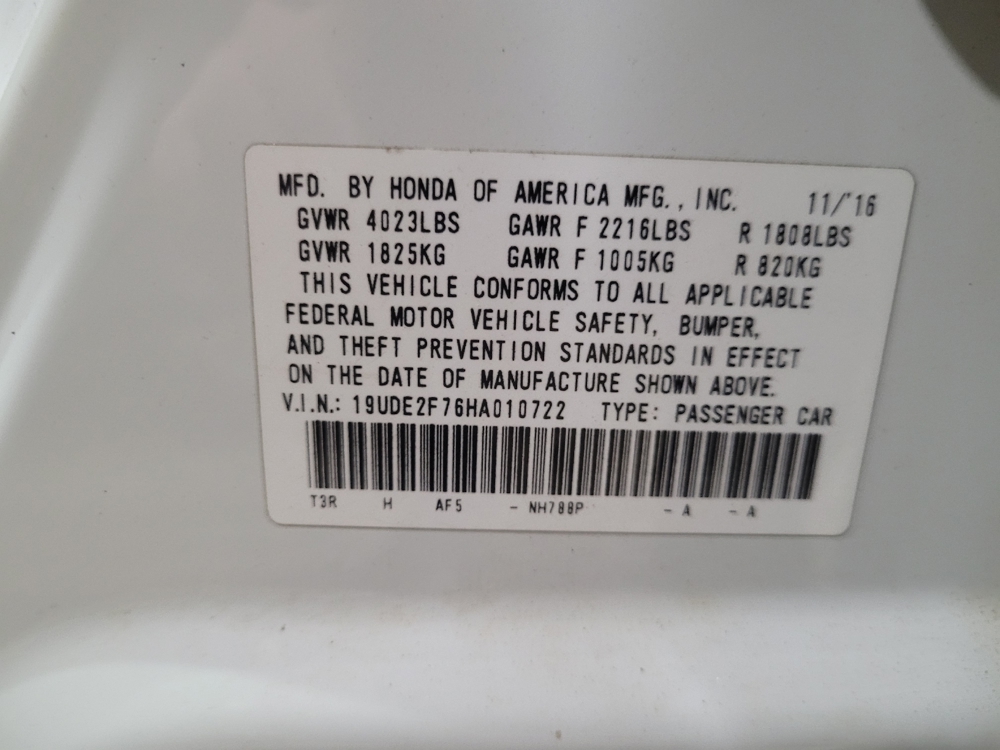 MFD. BY HONDA OF AMERICA MFG., INC. 11/'16
GVWR 4023LBS GAWR F 2216LBS R 1808LBS
GVWR 1825KG GAWR F 1005KG R 820KG
THIS VEHICLE CONFORMS TO ALL APPLICABLE
FEDERAL MOTOR VEHICLE SAFETY, BUMPER,
AND THEFT PREVENTION STANDARDS IN EFFECT
ON THE DATE OF MANUFACTURE SHOWN ABOVE.
V.I.N.: 19UDE2F76HA010722 TYPE: PASSENGER CAR
T3R H AF5 - NH788P - A - A